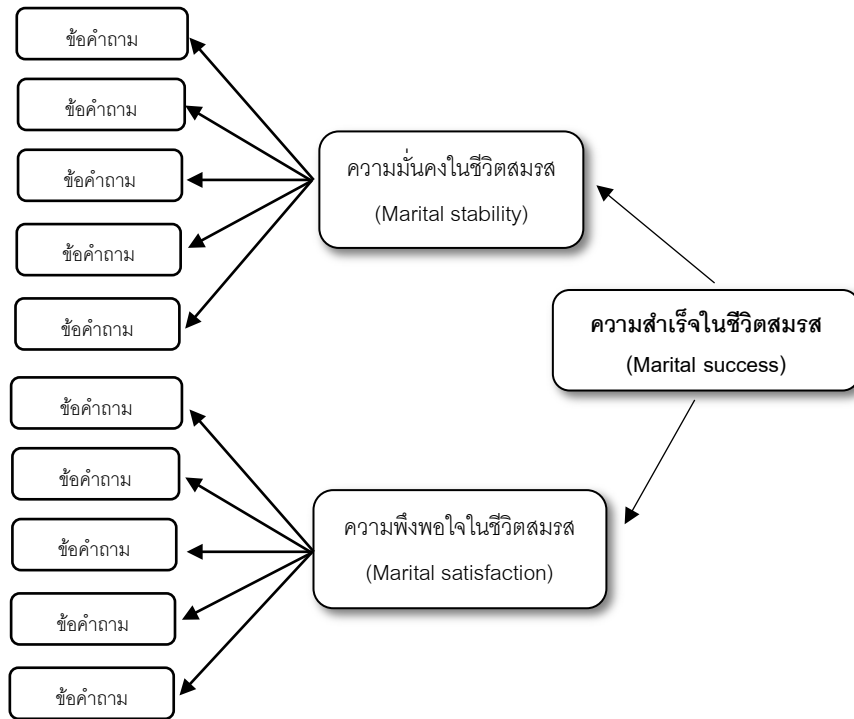 ข้อคำถาม
ข้อคำถาม
ข้อคำถาม
ข้อคำถาม
ข้อคำถาม
ความมั่นคงในชีวิตสมรส
(Marital stability)
ความสำเร็จในชีวิตสมรส
(Marital success)
ข้อคำถาม
ข้อคำถาม
ข้อคำถาม
ข้อคำถาม
ข้อคำถาม
ความพึงพอใจในชีวิตสมรส
(Marital satisfaction)